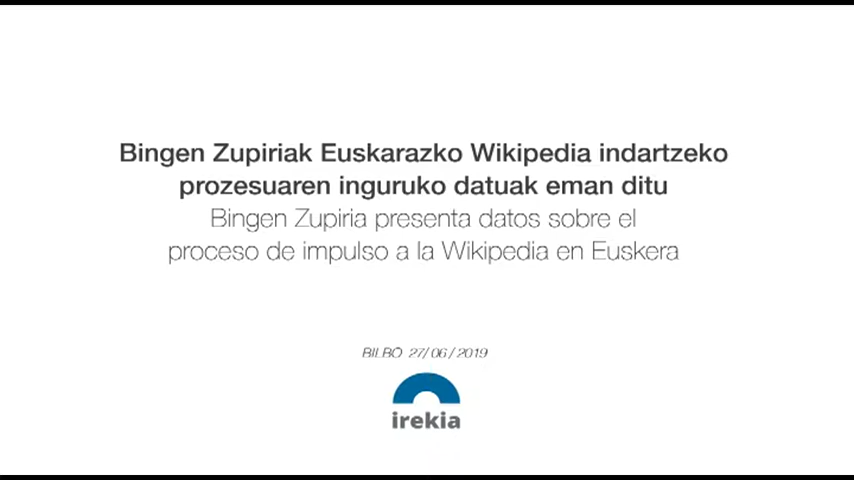 Bingen Zupiriak Euskarazko Wikipedia indartzeko
prozesuaren inguruko datuak eman ditu
Bingen Zupiria presenta datos sobre el
proceso de impulso a la Wikipedia en Euskera
BILBO 27/06/2019
irekia